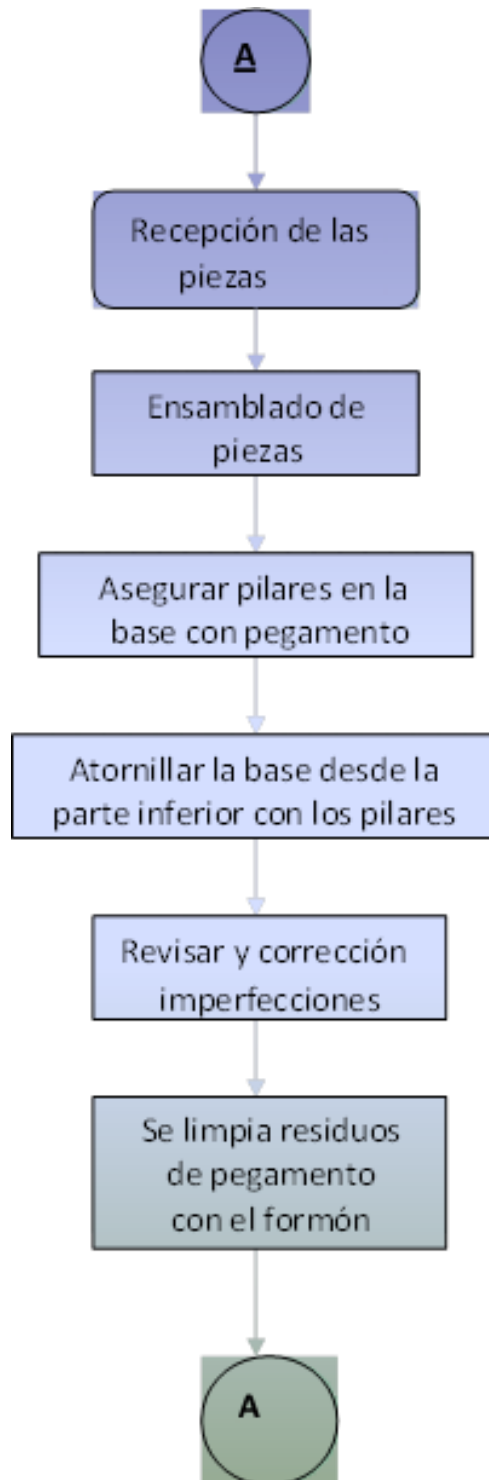 A
Recepción de las
piezas
Ensamblado de
piezas
Asegurar pilares en la
base con pegamento
Atornillar la base desde la
parte inferior con los pilares
Revisar y corrección
imperfecciones
Se limpia residuos
de pegamento
con el formón
A